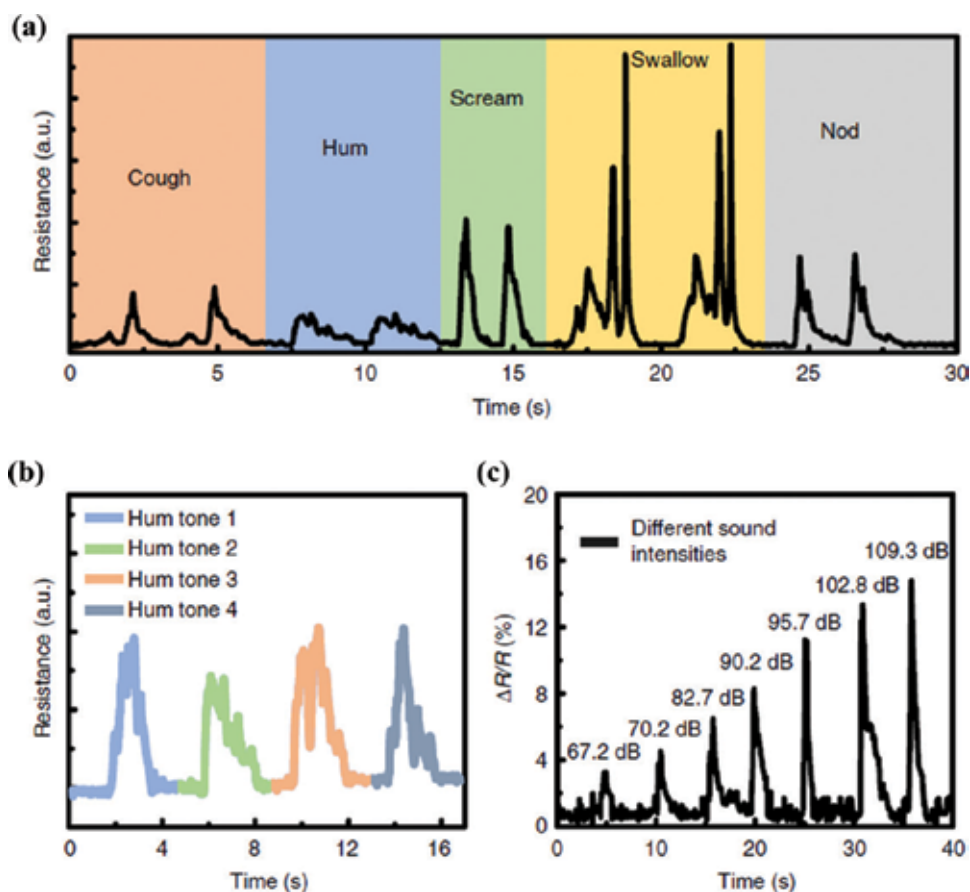 (a)
Resistance (a.u.)
Cough
Hum
Scream
Swallow
Nod
0 5 10 15 20 25 30
Time (s)
(b)
Resistance (a.u.)
Hum tone 1
Hum tone 2
Hum tone 3
Hum tone 4
0 4 8 12 16
Time (s)
(c)
ΔR/R (%)
20
16
12
8
4
0
Different sound
intensities
67.2 dB
70.2 dB
82.7 dB
90.2 dB
95.7 dB
102.8 dB
109.3 dB
0 10 20 30 40
Time (s)